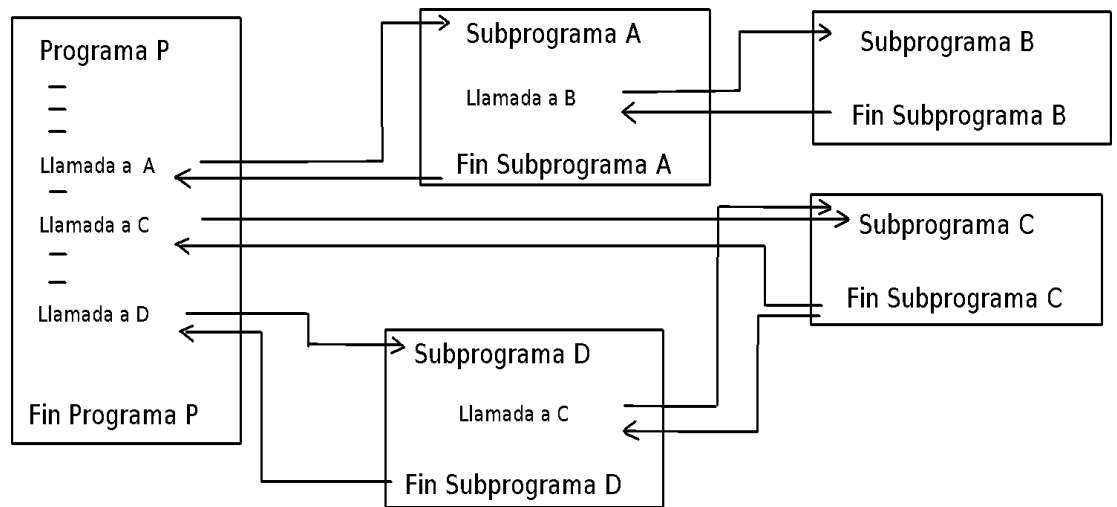 Programa P
Llamada a A
Llamada a C
Llamada a D
Fin Programa P
Subprograma A
Llamada a B
Fin Subprograma A
Subprograma B
Fin Subprograma B
Subprograma C
Fin Subprograma C
Subprograma D
Llamada a C
Fin Subprograma D